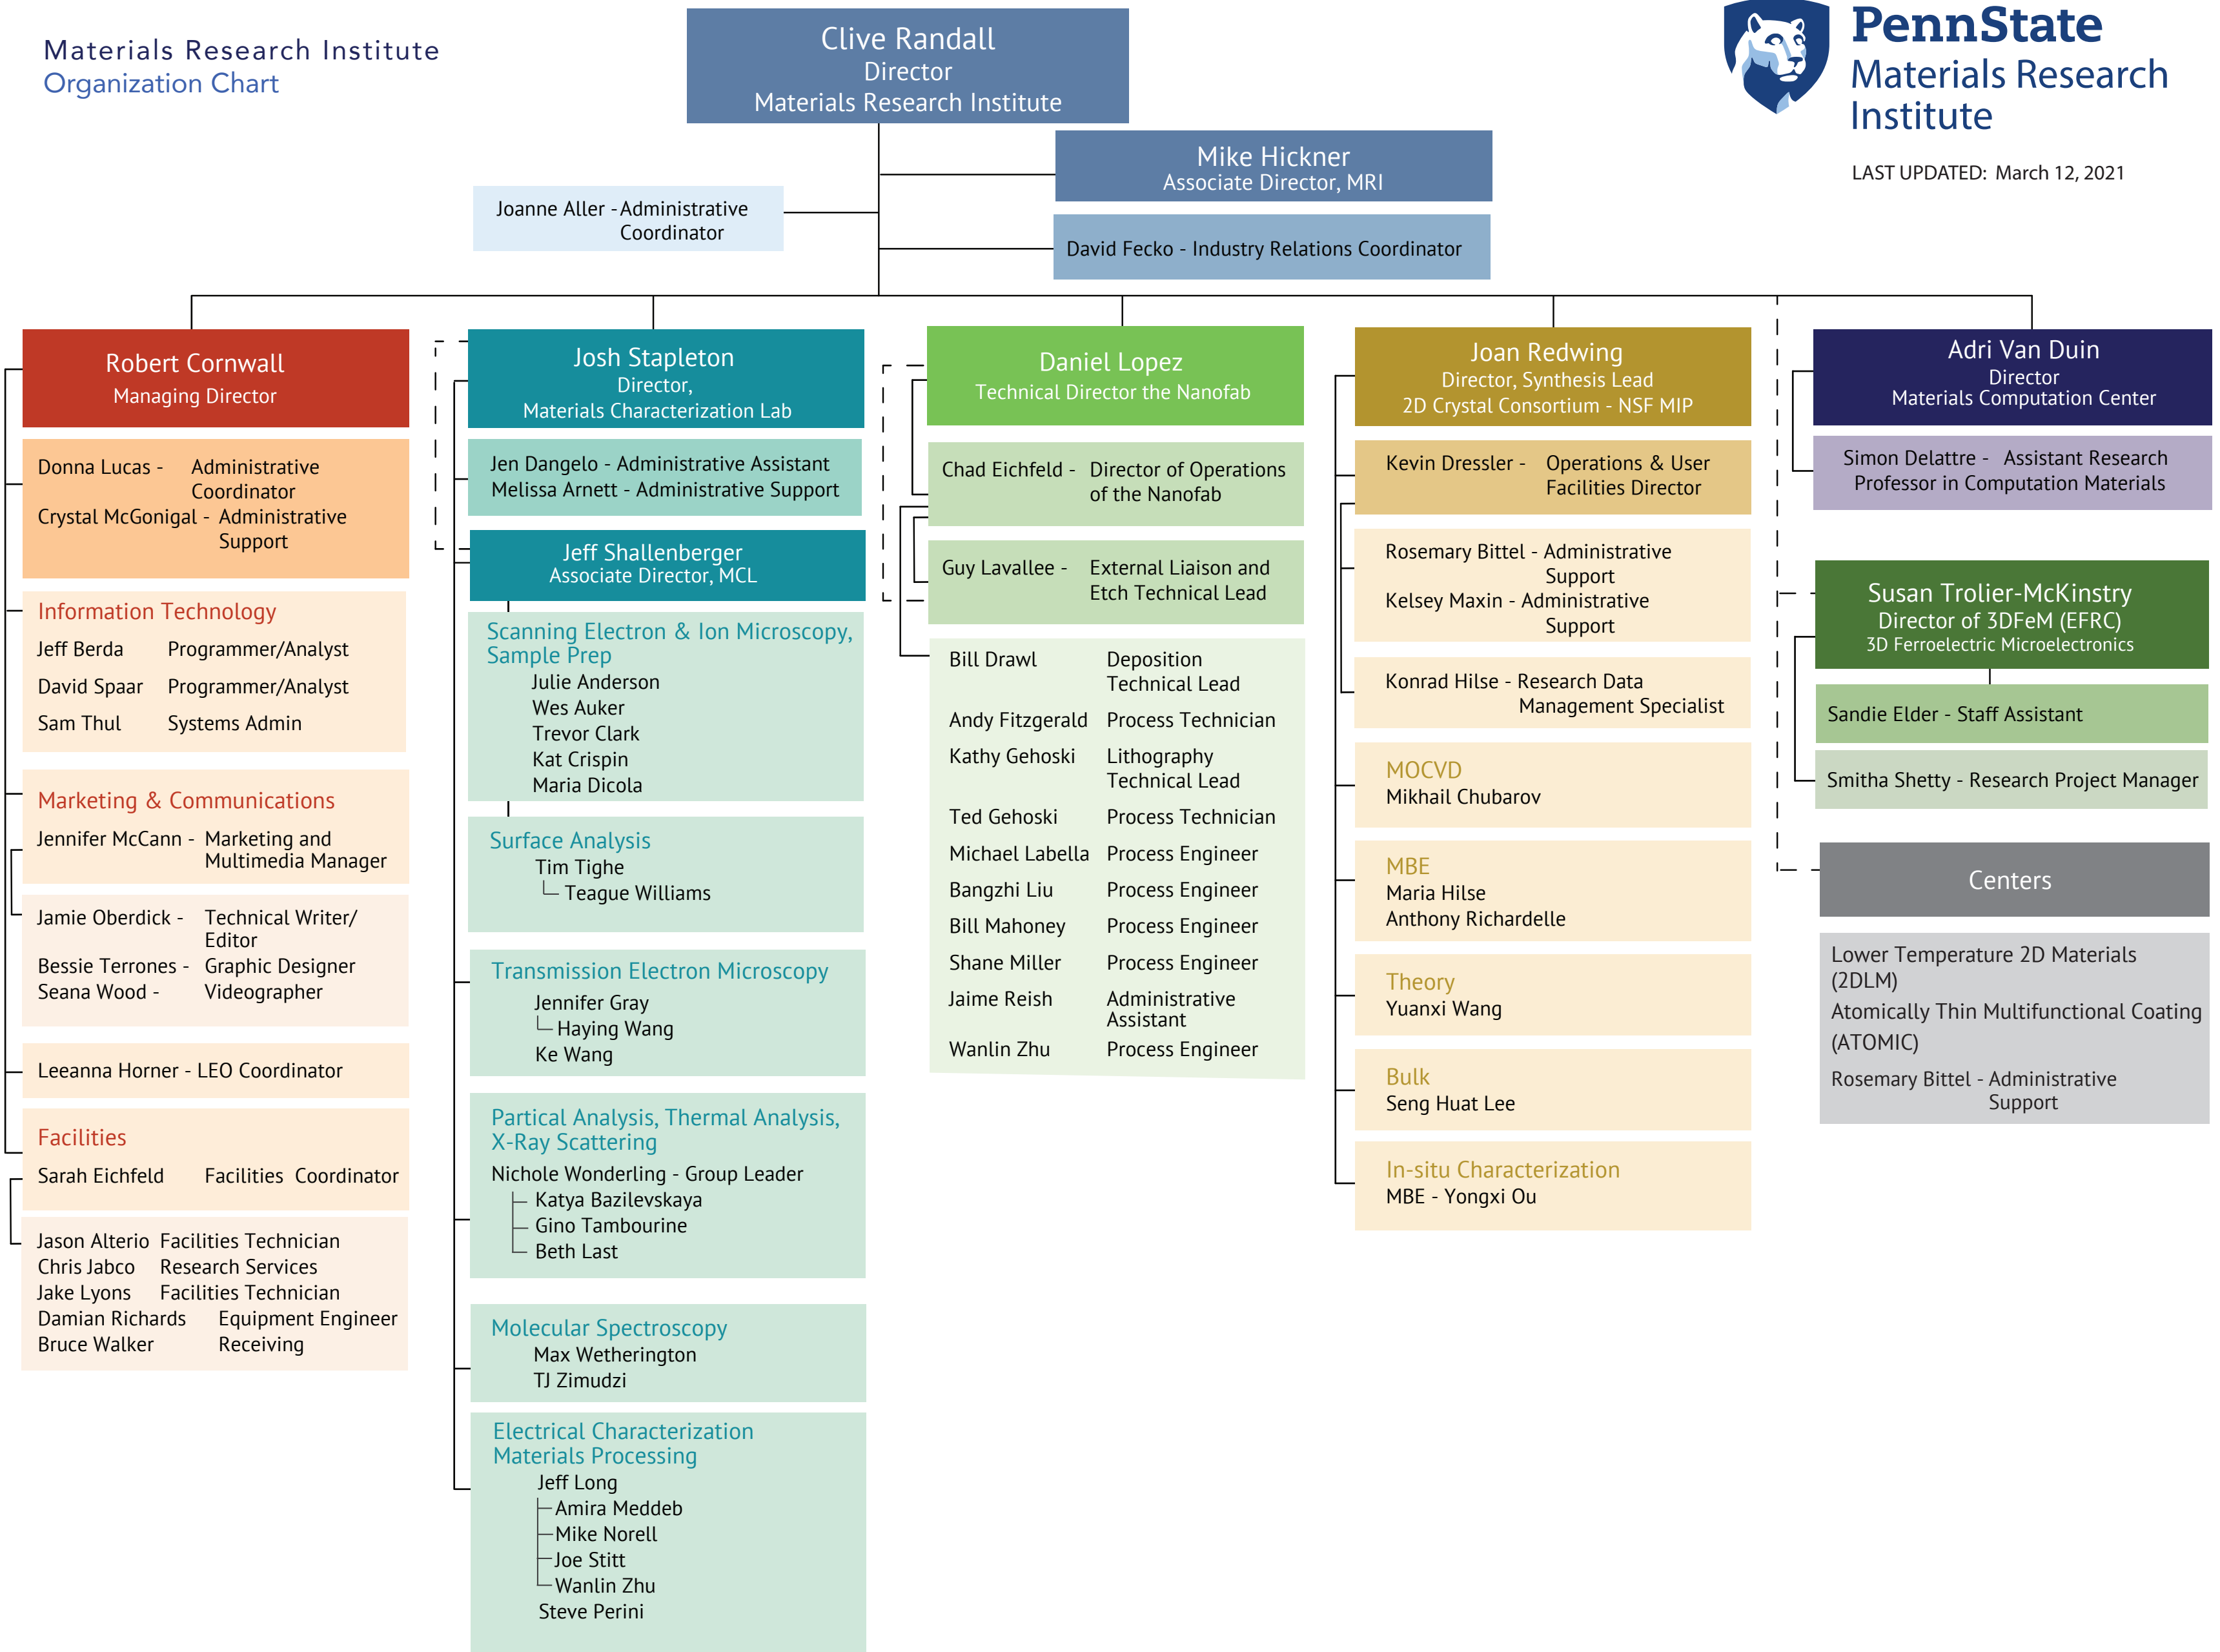 Materials Research Institute
Organization Chart
Clive Randall
Director
Materials Research Institute
PennState
Materials Research
Institute
LAST UPDATED: March 12, 2021
Mike Hickner
Associate Director, MRI
Joanne Aller - Administrative
Coordinator
David Fecko - Industry Relations Coordinator
Robert Cornwall
Managing Director
Donna Lucas - Administrative
Coordinator
Crystal McGonigal - Administrative
Support
Information Technology
Jeff Berda Programmer/Analyst
David Spaar Programmer/Analyst
Sam Thul Systems Admin
Marketing & Communications
Jennifer McCann - Marketing and
Multimedia Manager
Jamie Oberdick - Technical Writer/
Editor
Bessie Terrones - Graphic Designer
Seana Wood - Videographer
Leeanna Horner - LEO Coordinator
Facilities
Sarah Eichfeld Facilities Coordinator
Jason Alterio Facilities Technician
Chris Jabco Research Services
Jake Lyons Facilities Technician
Damian Richards Equipment Engineer
Bruce Walker Receiving
Josh Stapleton
Director,
Materials Characterization Lab
Jen Dangelo - Administrative Assistant
Melissa Arnett - Administrative Support
Jeff Shallenberger
Associate Director, MCL
Scanning Electron & Ion Microscopy,
Sample Prep
Julie Anderson
Wes Auker
Trevor Clark
Kat Crispin
Maria Dicola
Surface Analysis
Tim Tighe
Teague Williams
Transmission Electron Microscopy
Jennifer Gray
Haying Wang
Ke Wang
Partical Analysis, Thermal Analysis,
X-Ray Scattering
Nichole Wonderling - Group Leader
Katya Bazilevskaya
Gino Tambourine
Beth Last
Molecular Spectroscopy
Max Wetherington
TJ Zimudzi
Electrical Characterization
Materials Processing
Jeff Long
Amira Meddeb
Mike Norell
Joe Stitt
Wanlin Zhu
Steve Perini
Daniel Lopez
Technical Director the Nanofab
Chad Eichfeld - Director of Operations
of the Nanofab
Guy Lavallee - External Liaison and
Etch Technical Lead
Bill Drawl Deposition
Technical Lead
Andy Fitzgerald Process Technician
Kathy Gehoski Lithography
Technical Lead
Ted Gehoski Process Technician
Michael Labella Process Engineer
Bangzhi Liu Process Engineer
Bill Mahoney Process Engineer
Shane Miller Process Engineer
Jaime Reish Administrative
Assistant
Wanlin Zhu Process Engineer
Joan Redwing
Director, Synthesis Lead
2D Crystal Consortium - NSF MIP
Kevin Dressler - Operations & User
Facilities Director
Rosemary Bittel - Administrative
Support
Kelsey Maxin - Administrative
Support
Konrad Hilse - Research Data
Management Specialist
MOCVD
Mikhail Chubarov
MBE
Maria Hilse
Anthony Richardelle
Theory
Yuanxi Wang
Bulk
Seng Huat Lee
In-situ Characterization
MBE - Yongxi Ou
Adri Van Duin
Director
Materials Computation Center
Simon Delattre - Assistant Research
Professor in Computation Materials
Susan Trolier-McKinstry
Director of 3DFeM (EFRC)
3D Ferroelectric Microelectronics
Sandie Elder - Staff Assistant
Smitha Shetty - Research Project Manager
Centers
Lower Temperature 2D Materials
(2DLM)
Atomically Thin Multifunctional Coating
(ATOMIC)
Rosemary Bittel - Administrative
Support